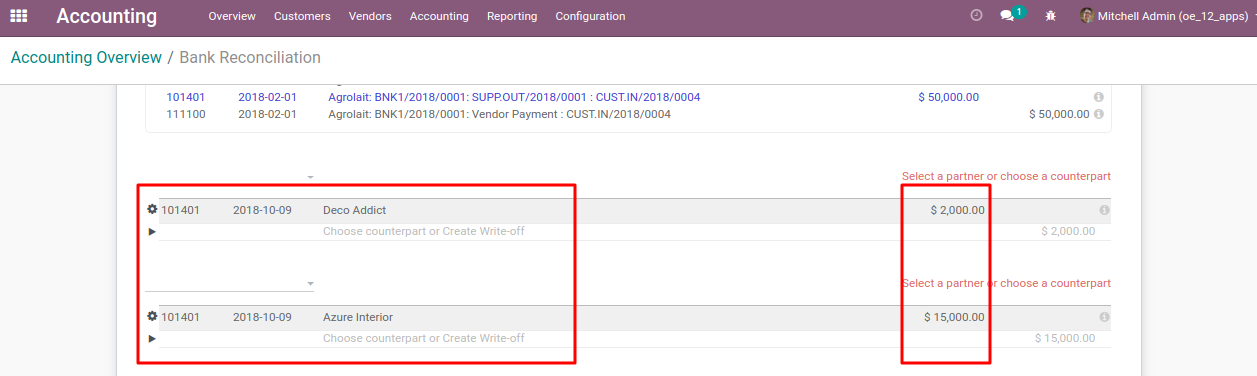 Accounting Overview Customers Vendors Accounting Reporting Configuration 1 Mitchell Admin (oe_12_apps)
Accounting Overview / Bank Reconciliation
101401 2018-02-01 Agrolait: BNK1/2018/0001: SUPP.OUT/2018/0001 : CUST.IN/2018/0004 $ 50,000.00
111100 2018-02-01 Agrolait: BNK1/2018/0001: Vendor Payment : CUST.IN/2018/0004 $ 50,000.00
Select a partner or choose a counterpart
101401 2018-10-09 Deco Addict $ 2,000.00
Choose counterpart or Create Write-off $ 2,000.00
Select a partner or choose a counterpart
101401 2018-10-09 Azure Interior $ 15,000.00
Choose counterpart or Create Write-off $ 15,000.00